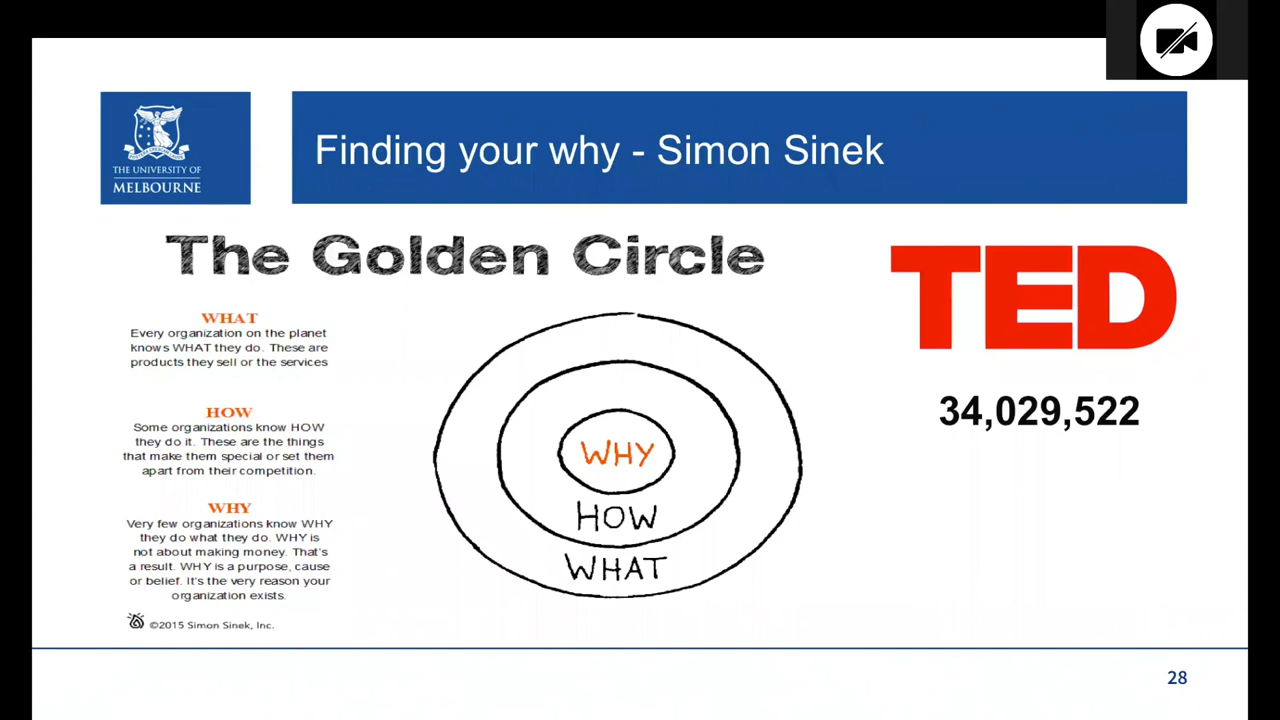 THE UNIVERSITY OF
MELBOURNE
Finding your why - Simon Sinek
The Golden Circle
WHAT
Every organization on the planet
knows WHAT they do. These are
products they sell or the services
HOW
Some organizations know HOW
they do it. These are the things
that make them special or set them
apart from their competition.
WHY
Very few organizations know WHY
they do what they do. WHY is
not about making money. That's
a result. WHY is a purpose, cause
or belief. It's the very reason your
organization exists.
©2015 Simon Sinek, Inc.
WHY
HOW
WHAT
TED
34,029,522
28